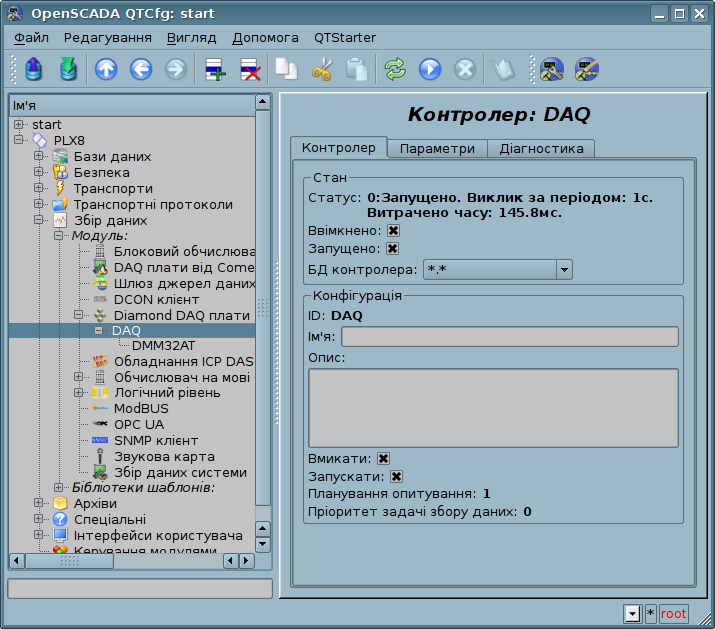 OpenSCADA QTCfg: start
Файл Редагування Вигляд Допомога QTStarter
Ім'я
start
PLX8
Бази даних
Безпека
Транспорти
Транспортні протоколи
Збір даних
Модуль:
Блоковий обчислюва
DAQ плати від Come
Шлюз джерел даних
DCON клієнт
Diamond DAQ плати
DAQ
DMM32AT
Обладнання ICP DAS
Обчислювач на мові
Логічний рівень
ModBUS
OPC UA
SNMP клієнт
Звукова карта
Збір даних системи
Бібліотеки шаблонів:
Архіви
Спеціальні
Інтерфейси користувача
Керування модулями
Контролер: DAQ
Контролер Параметри Діагностика
Стан
Статус: 0:Запущено. Виклик за періодом: 1с.
Витрачено часу: 145.8мс.
Ввімкнено:
Запущено:
БД контролера: *.*
Конфігурація
ID: DAQ
Ім'я:
Опис:
Вмикати:
Запускати:
Планування опитування: 1
Пріоритет задачі збору даних: 0
* root